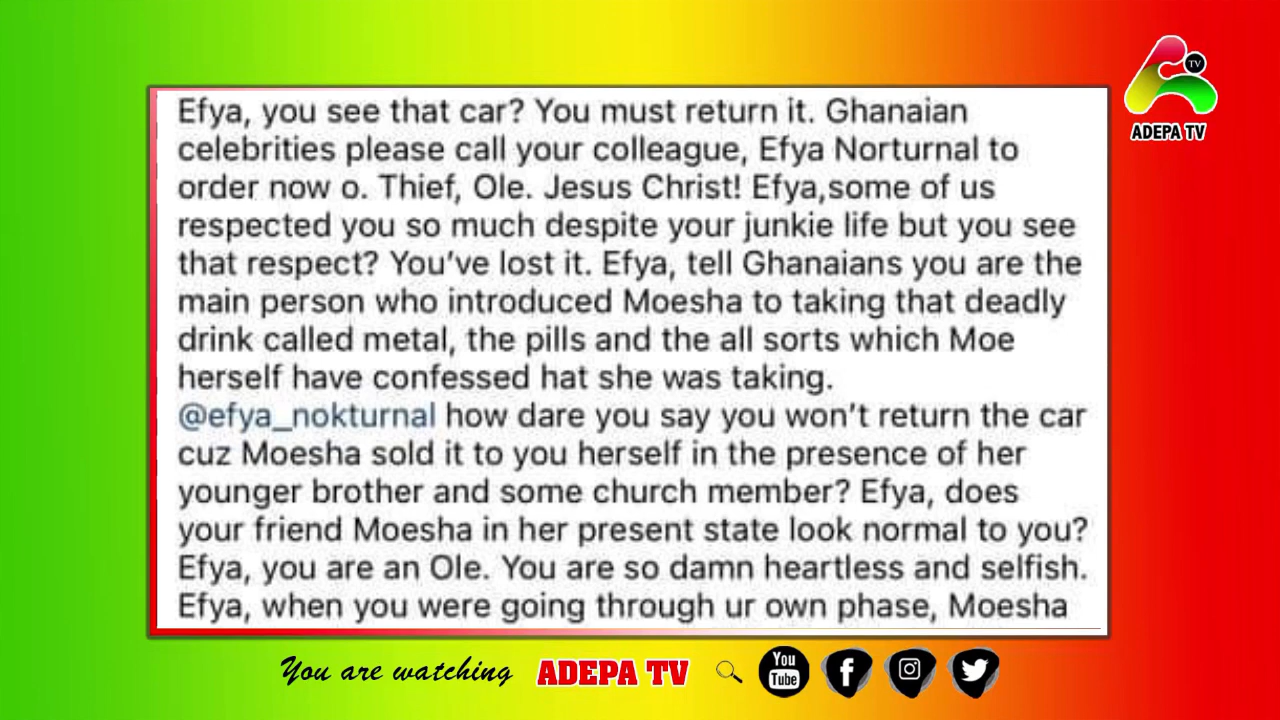 TV
ADEPA TV
Efya, you see that car? You must return it. Ghanaian
celebrities please call your colleague, Efya Norturnal to
order now o. Thief, Ole. Jesus Christ! Efya,some of us
respected you so much despite your junkie life but you see
that respect? You've lost it. Efya, tell Ghanaians you are the
main person who introduced Moesha to taking that deadly
drink called metal, the pills and the all sorts which Moe
herself have confessed hat she was taking.
@efya_nokturnal how dare you say you won't return the car
cuz Moesha sold it to you herself in the presence of her
younger brother and some church member? Efya, does
your friend Moesha in her present state look normal to you?
Efya, you are an Ole. You are so damn heartless and selfish.
Efya, when you were going through ur own phase, Moesha
You are watching ADEPA TV You Tube